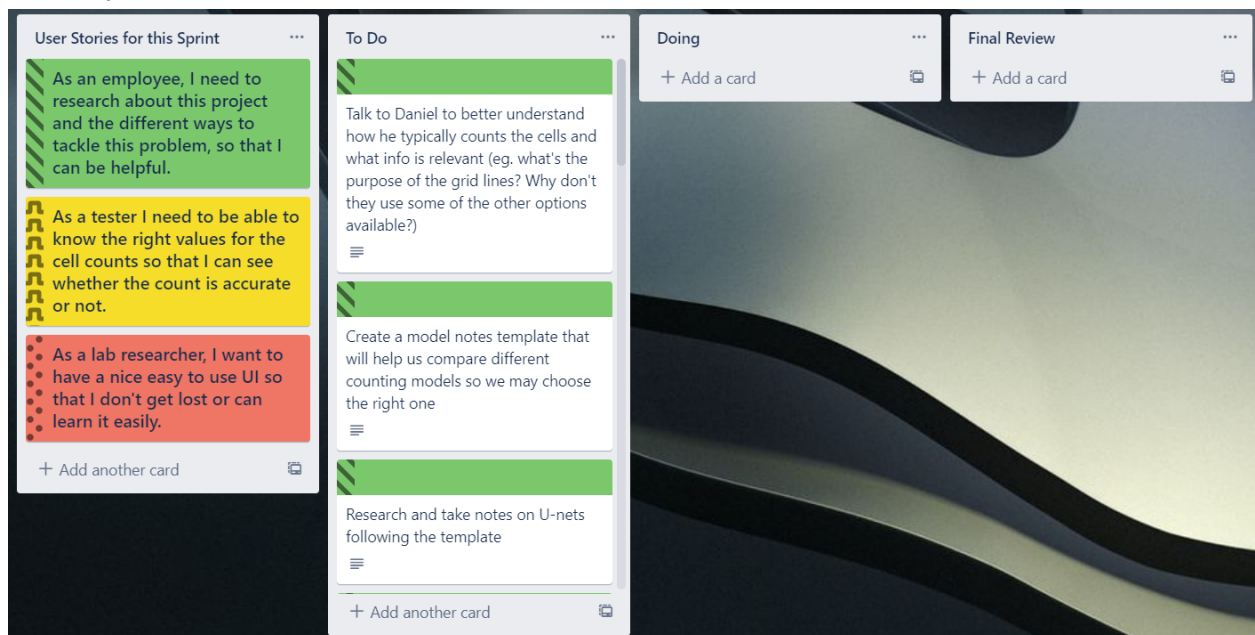 User Stories for this Sprint
As an employee, I need to
research about this project
and the different ways to
tackle this problem, so that I
can be helpful.
As a tester I need to be able to
know the right values for the
cell counts so that I can see
whether the count is accurate
or not.
As a lab researcher, I want to
have a nice easy to use UI so
that I don't get lost or can
learn it easily.
+ Add another card
To Do
Talk to Daniel to better understand
how he typically counts the cells and
what info is relevant (eg. what's the
purpose of the grid lines? Why don't
they use some of the other options
available?)
Create a model notes template that
will help us compare different
counting models so we may choose
the right one
Research and take notes on U-nets
following the template
+ Add another card
Doing
+ Add a card
Final Review
+ Add a card